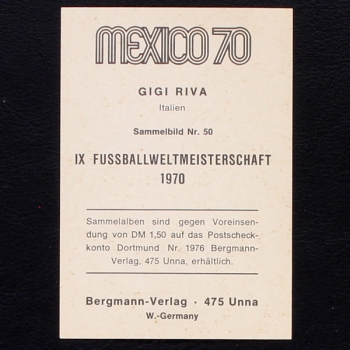 MEXICO 70
GIGI RIVA
Italien
Sammelbild Nr. 50
IX FUSSBALLWELTMEISTERSCHAFT
1970
Sammelalben sind gegen Voreinsen-
dung von DM 1,50 auf das Postscheck-
konto Dortmund Nr. 1976 Bergmann-
Verlag, 475 Unna, erhältlich.
Bergmann-Verlag · 475 Unna
W.-Germany